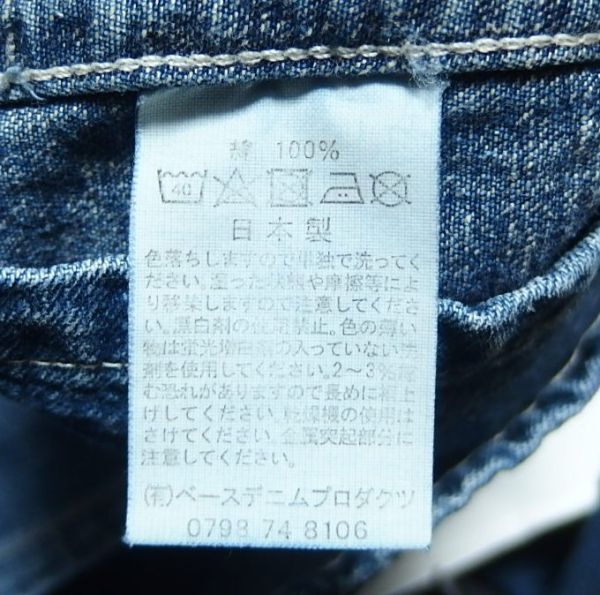 綿 100%
40
日本製
色落ちしますので単独で洗ってく
ださい。湿った状態や摩擦等によ
り移染しますので注意してくださ
い。漂白剤の使用禁止。色の薄い
物は蛍光増白剤の入っていない洗
剤を使用してください。2～3%縮
む恐れがありますので長めに裾上
げしてください。乾燥機の使用は
さけてください。金属突起部分に
注意してください。
(有)ベースデニムプロダクツ
0798 74 8106